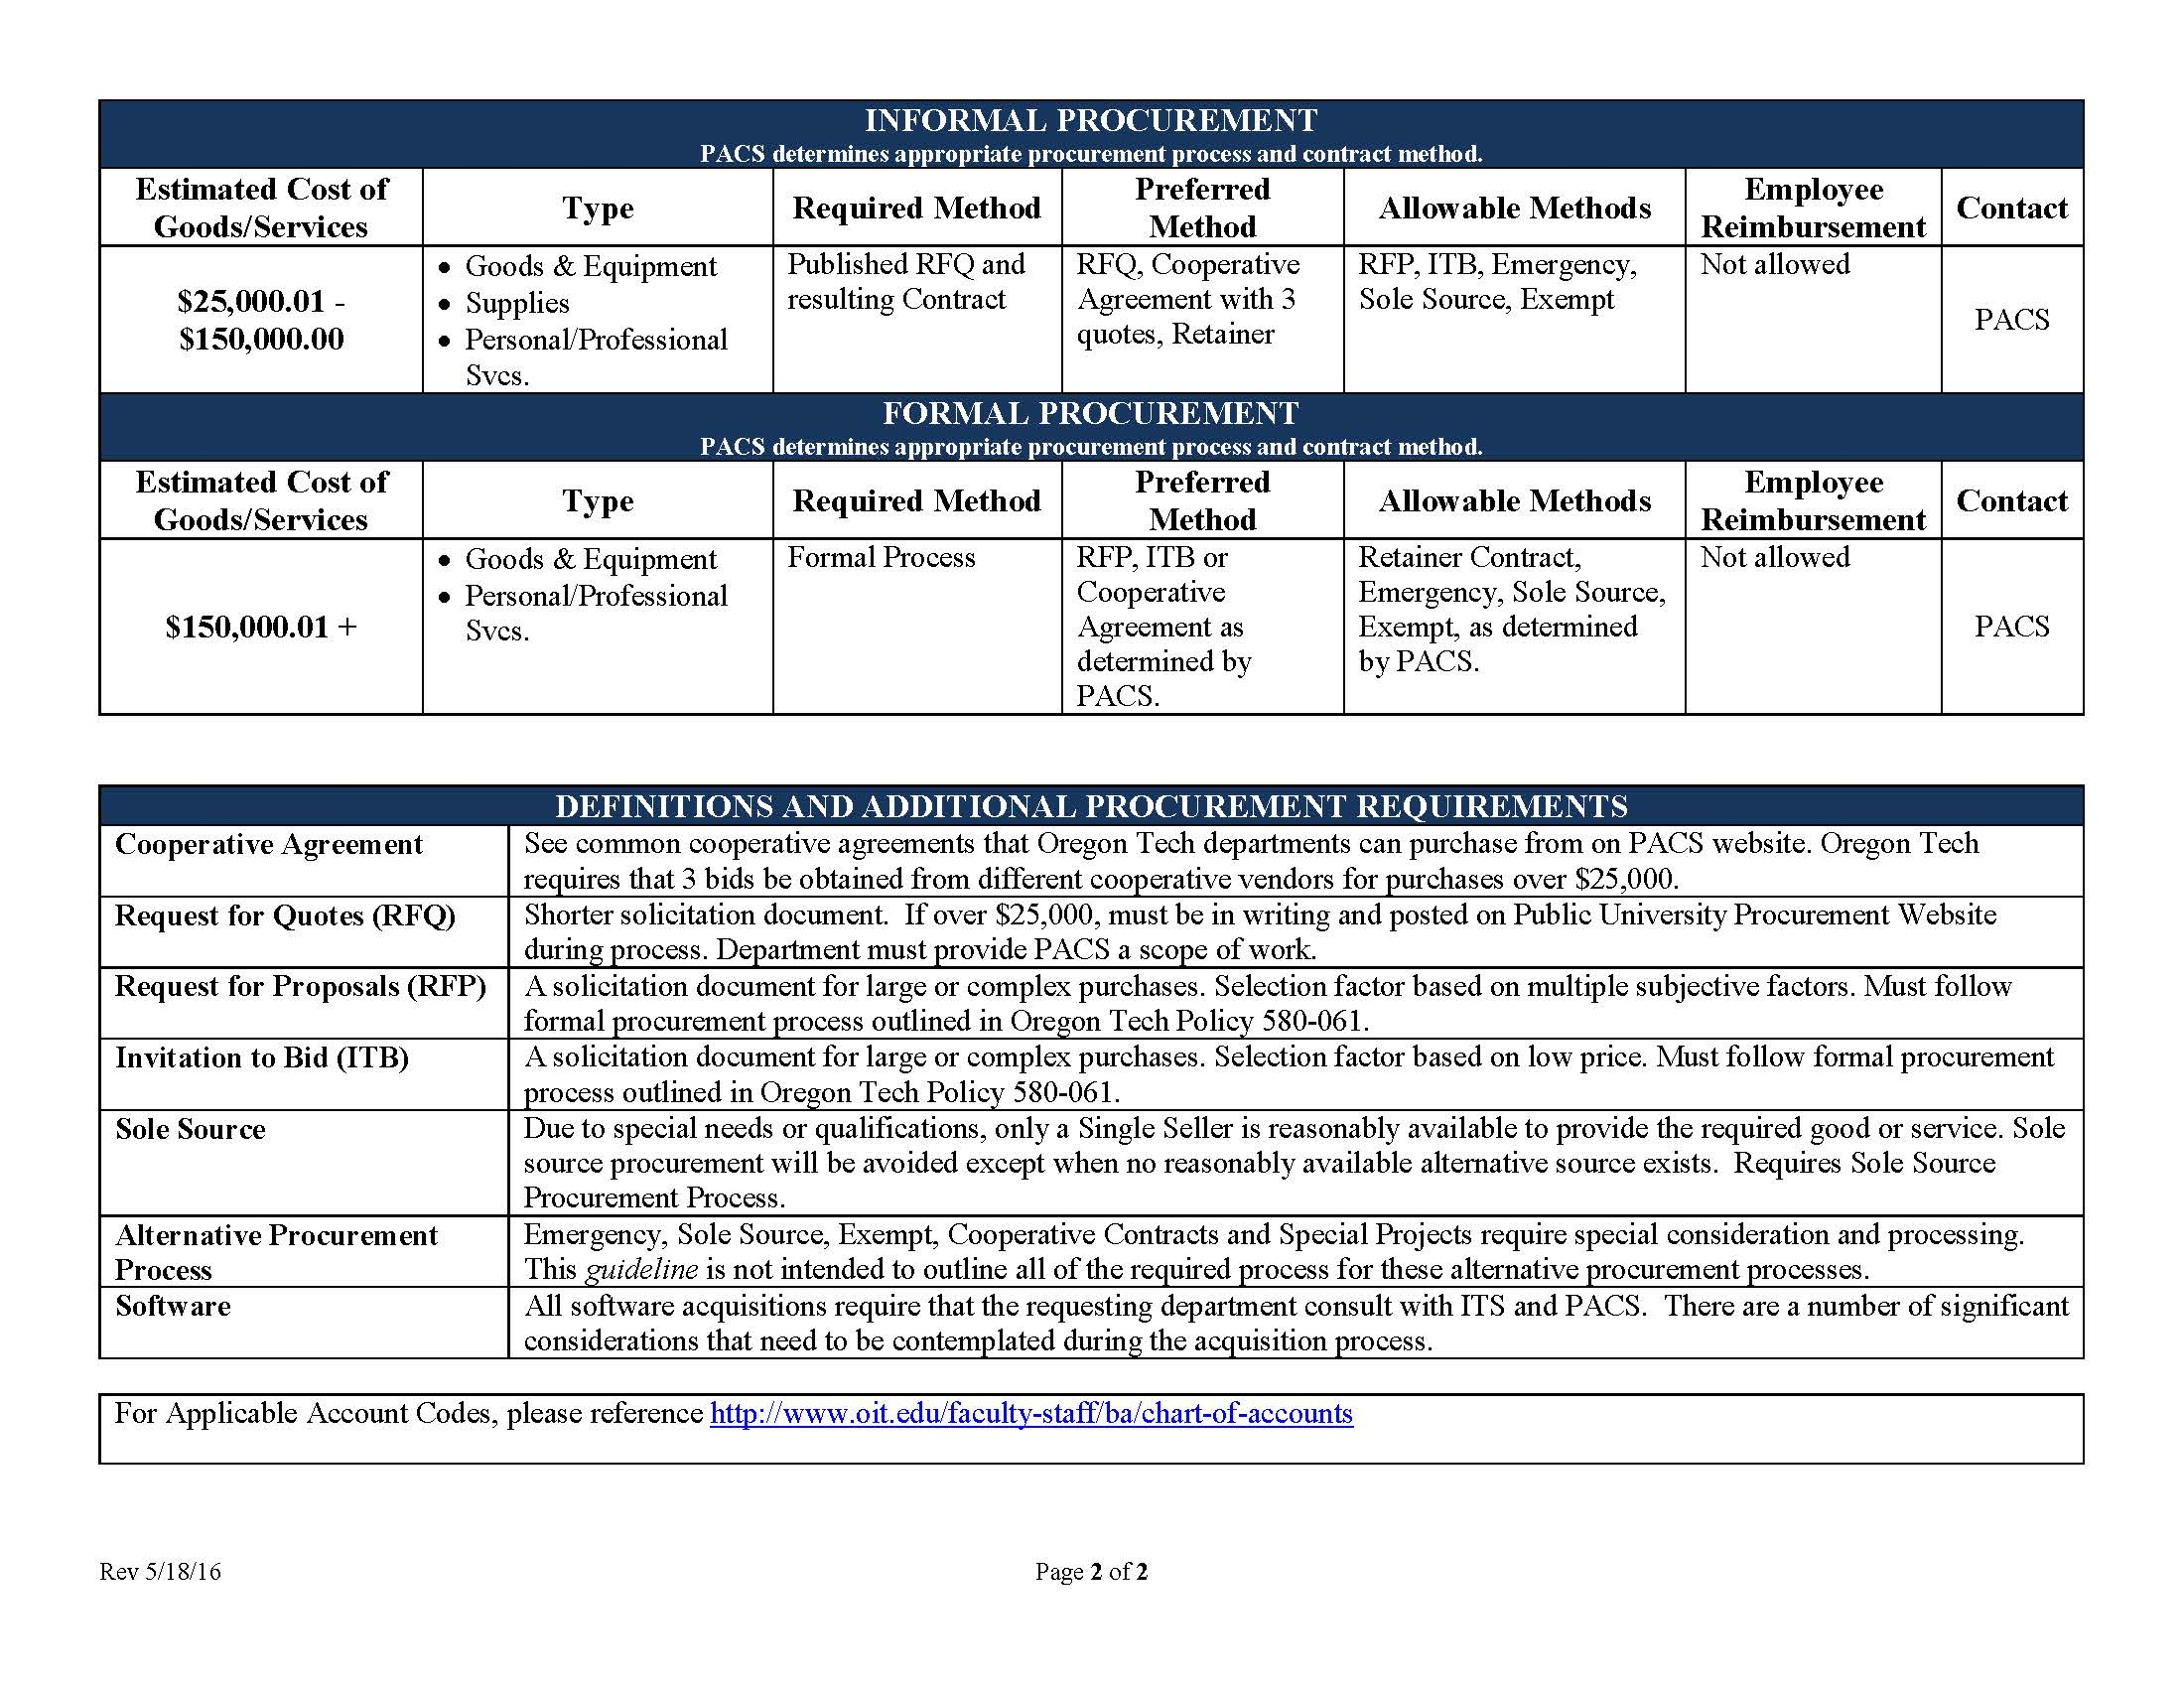 INFORMAL PROCUREMENT
PACS determines appropriate procurement process and contract method.
Estimated Cost of
Goods/Services
Type
Required Method
Preferred
Method
Allowable Methods
Employee
Reimbursement
Contact
$25,000.01 -
$150,000.00
• Goods & Equipment
• Supplies
• Personal/Professional
Svcs.
Published RFQ and
resulting Contract
RFQ, Cooperative
Agreement with 3
quotes, Retainer
RFP, ITB, Emergency,
Sole Source, Exempt
Not allowed
PACS
FORMAL PROCUREMENT
PACS determines appropriate procurement process and contract method.
Estimated Cost of
Goods/Services
Type
Required Method
Preferred
Method
Allowable Methods
Employee
Reimbursement
Contact
$150,000.01 +
• Goods & Equipment
• Personal/Professional
Svcs.
Formal Process
RFP, ITB or
Cooperative
Agreement as
determined by
PACS.
Retainer Contract,
Emergency, Sole Source,
Exempt, as determined
by PACS.
Not allowed
PACS
DEFINITIONS AND ADDITIONAL PROCUREMENT REQUIREMENTS
Cooperative Agreement
See common cooperative agreements that Oregon Tech departments can purchase from on PACS website. Oregon Tech
requires that 3 bids be obtained from different cooperative vendors for purchases over $25,000.
Request for Quotes (RFQ)
Shorter solicitation document.  If over $25,000, must be in writing and posted on Public University Procurement Website
during process. Department must provide PACS a scope of work.
Request for Proposals (RFP)
A solicitation document for large or complex purchases. Selection factor based on multiple subjective factors. Must follow
formal procurement process outlined in Oregon Tech Policy 580-061.
Invitation to Bid (ITB)
A solicitation document for large or complex purchases. Selection factor based on low price. Must follow formal procurement
process outlined in Oregon Tech Policy 580-061.
Sole Source
Due to special needs or qualifications, only a Single Seller is reasonably available to provide the required good or service. Sole
source procurement will be avoided except when no reasonably available alternative source exists.  Requires Sole Source
Procurement Process.
Alternative Procurement
Process
Emergency, Sole Source, Exempt, Cooperative Contracts and Special Projects require special consideration and processing.
This guideline is not intended to outline all of the required process for these alternative procurement processes.
Software
All software acquisitions require that the requesting department consult with ITS and PACS.  There are a number of significant
considerations that need to be contemplated during the acquisition process.
For Applicable Account Codes, please reference http://www.oit.edu/faculty-staff/ba/chart-of-accounts
Rev 5/18/16
Page 2 of 2